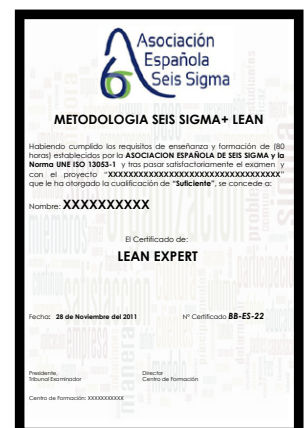 Asociación
Española
Seis Sigma
METODOLOGIA SEIS SIGMA+ LEAN
Habiendo cumplido los requisitos de enseñanza y formación de (80
horas) establecidos por la ASOCIACION ESPAÑOLA DE SEIS SIGMA y la
Norma UNE ISO 13053-1 y tras pasar satisfactoriamente el examen y
con el proyecto "XXXXXXXXXXXXXXXXXXXXXXXXXXXXXXXXXX"
que le ha otorgado la cualificación de "Suficiente", se concede a:
Nombre: XXXXXXXXXX
El Certificado de:
LEAN EXPERT
Fecha: 28 de Noviembre del 2011 Nº Certificado BB-ES-22
Presidente, Director
Tribunal Examinador Centro de Formación
Centro de Formación: XXXXXXXXXXX